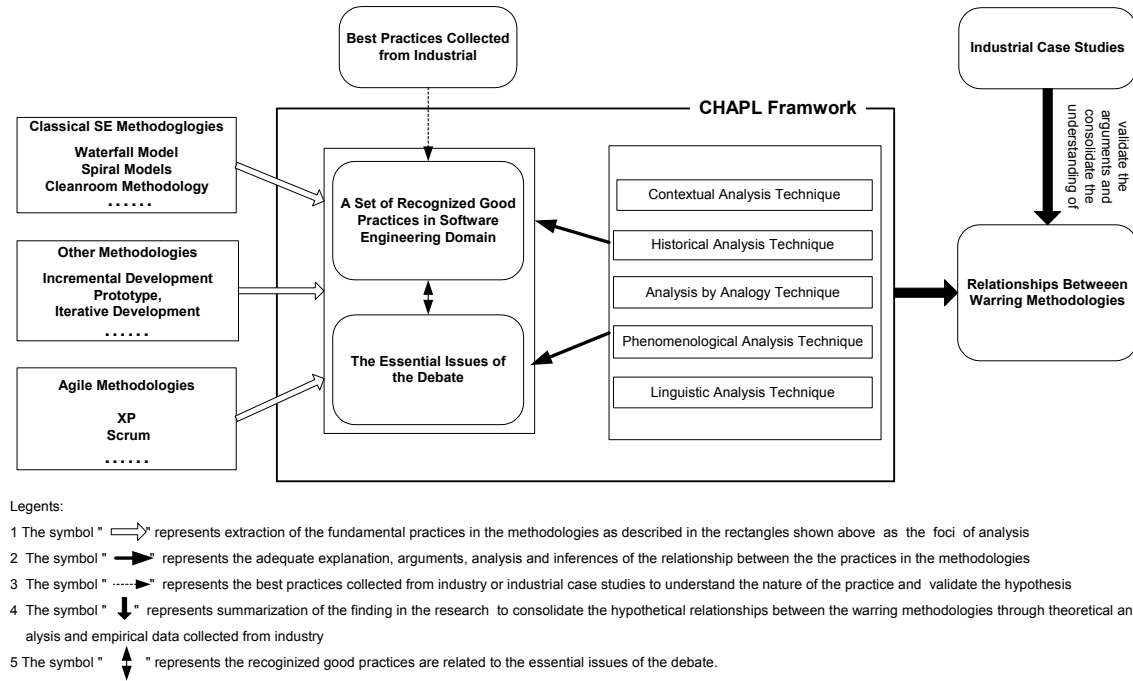 Best Practices Collected
from Industrial
Industrial Case Studies
CHAPL Framwork
validate the
arguments and
consolidate the
understanding of
Classical SE Methodoglogies
Waterfall Model
Spiral Models
Cleanroom Methodology
......
A Set of Recognized Good
Practices in Software
Engineering Domain
Contextual Analysis Technique
Historical Analysis Technique
Other Methodologies
Incremental Development
Prototype,
Iterative Development
......
Analysis by Analogy Technique
Relationships Betweeen
Warring Methodologies
Phenomenological Analysis Technique
The Essential Issues of
the Debate
Linguistic Analysis Technique
Agile Methodologies
XP
Scrum
......
Legents:
1 The symbol " " represents extraction of the fundamental practices in the methodologies as described in the rectangles shown above as the foci of analysis
2 The symbol " " represents the adequate explanation, arguments, analysis and inferences of the relationship between the the practices in the methodologies
3 The symbol " " represents the best practices collected from industry or industrial case studies to understand the nature of the practice and validate the hypothesis
4 The symbol " " represents summarization of the finding in the research to consolidate the hypothetical relationships between the warring methodologies through theoretical an
alysis and empirical data collected from industry
5 The symbol " " represents the recoginized good practices are related to the essential issues of the debate.